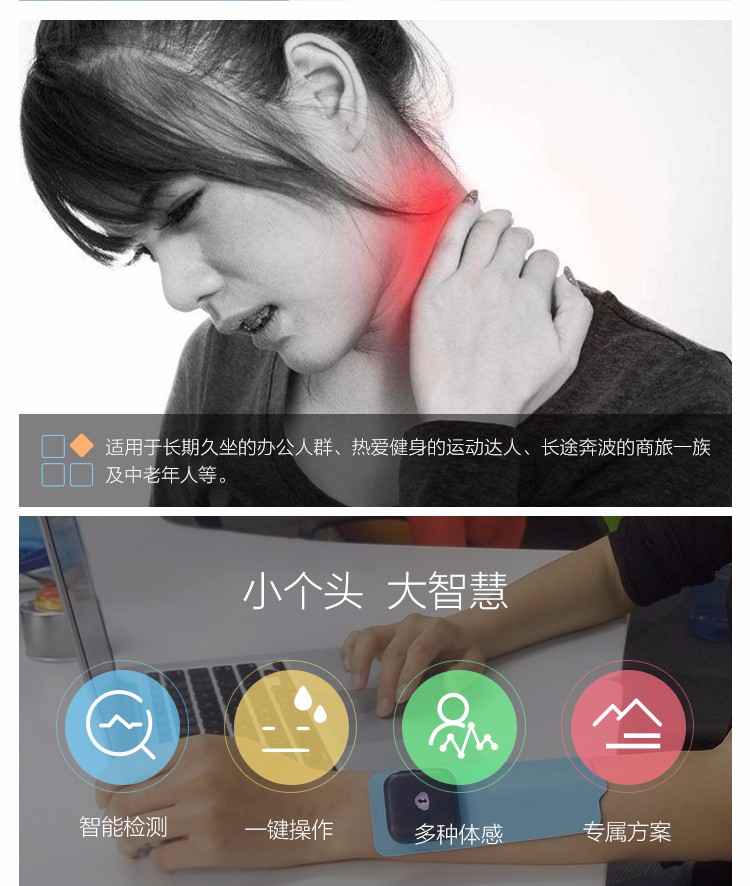 适用于长期久坐的办公人群、热爱健身的运动达人、长途奔波的商旅一族
及中老年人等。
小个头 大智慧
智能检测
一键操作
多种体感
专属方案